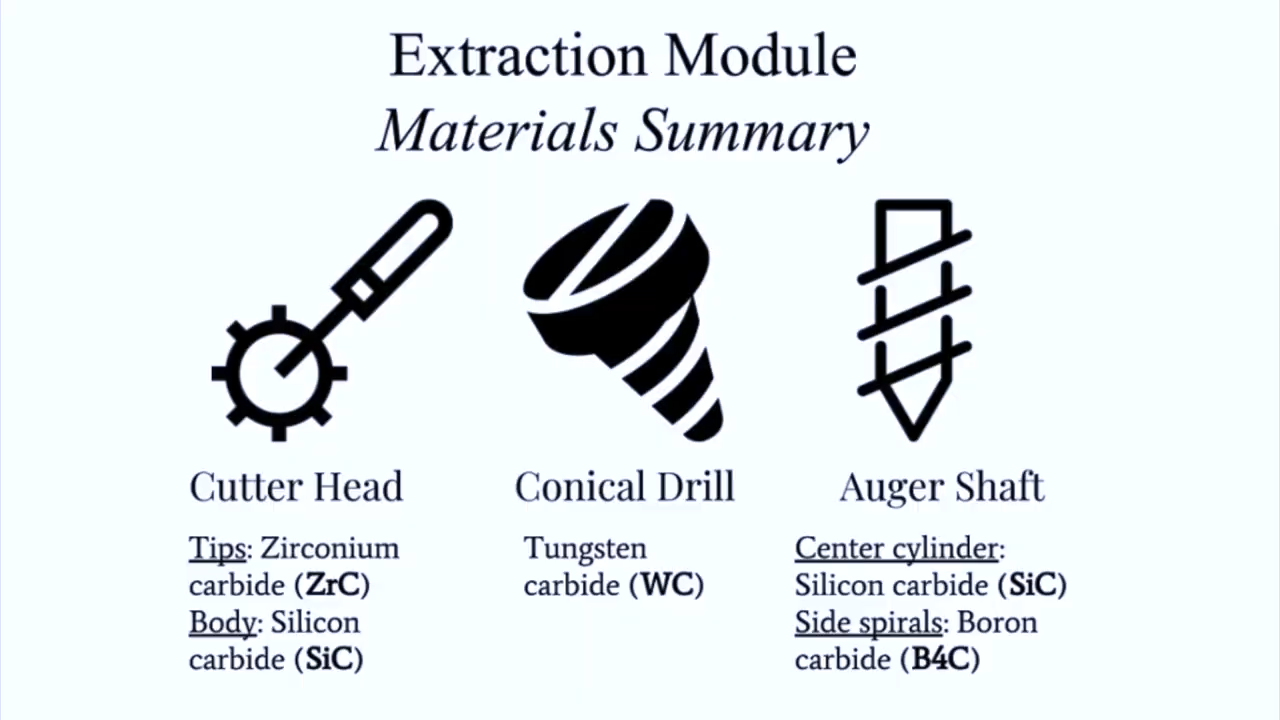 Extraction Module
Materials Summary
Cutter Head
Tips: Zirconium
carbide (ZrC)
Body: Silicon
carbide (SiC)
Conical Drill
Tungsten
carbide (WC)
Auger Shaft
Center cylinder:
Silicon carbide (SiC)
Side spirals: Boron
carbide (B4C)